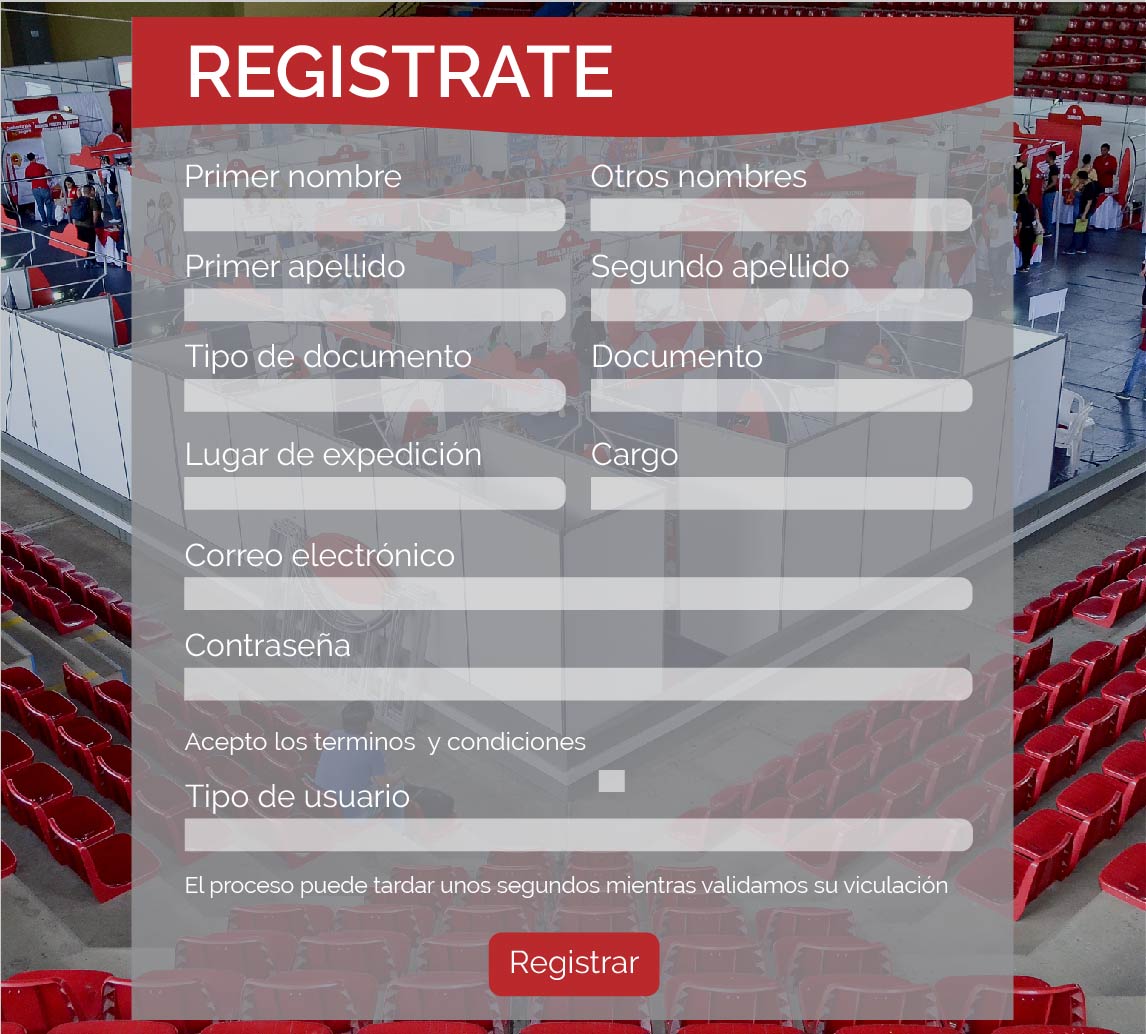 REGISTRATE
Primer nombre
Otros nombres
Primer apellido
Segundo apellido
Tipo de documento
Documento
Lugar de expedición
Cargo
Correo electrónico
Contraseña
Acepto los terminos y condiciones
Tipo de usuario
El proceso puede tardar unos segundos mientras validamos su viculación
Registrar